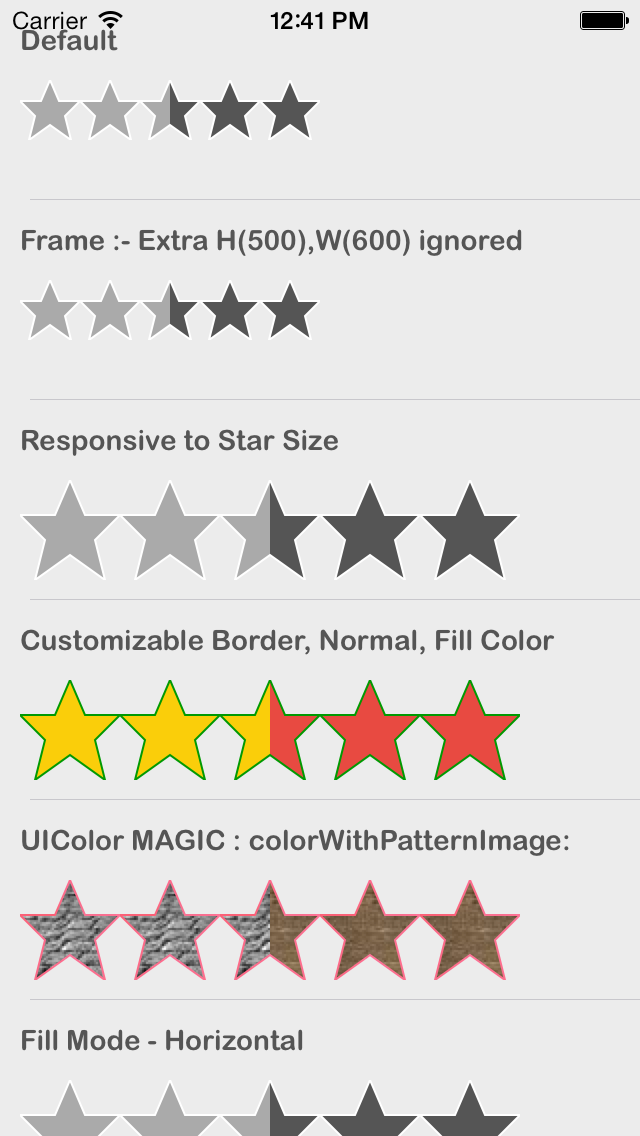 Carrier 12:41 PM
Default
Frame :- Extra H(500),W(600) ignored
Responsive to Star Size
Customizable Border, Normal, Fill Color
UIColor MAGIC : colorWithPatternImage:
Fill Mode - Horizontal